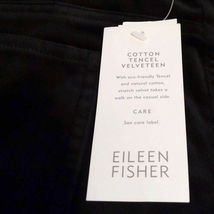 COTTON
TENCEL
VELVETEEN
With eco-friendly Tencel
and natural cotton,
stretch velvet takes a
walk on the casual side.
CARE
See care label.
EILEEN
FISHER